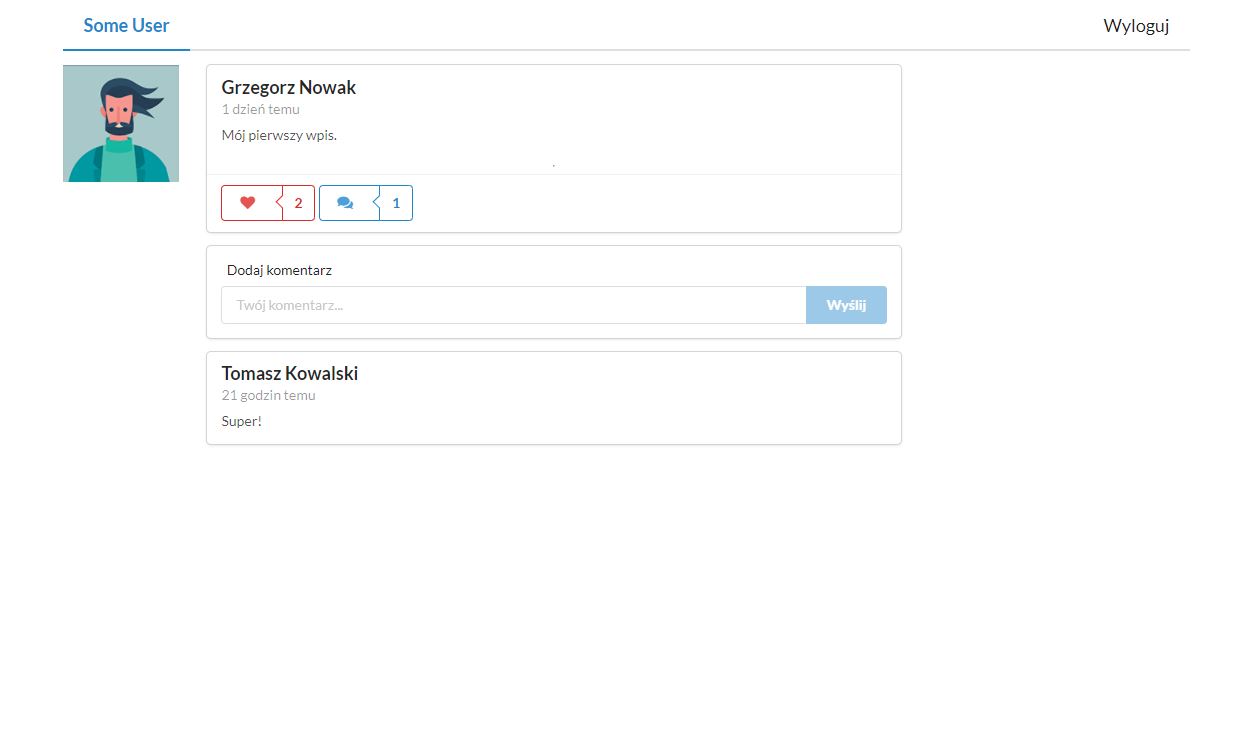 Some User
Wyloguj
Grzegorz Nowak
1 dzień temu
Mój pierwszy wpis.
2
1
Dodaj komentarz
Twój komentarz...
Wyślij
Tomasz Kowalski
21 godzin temu
Super!